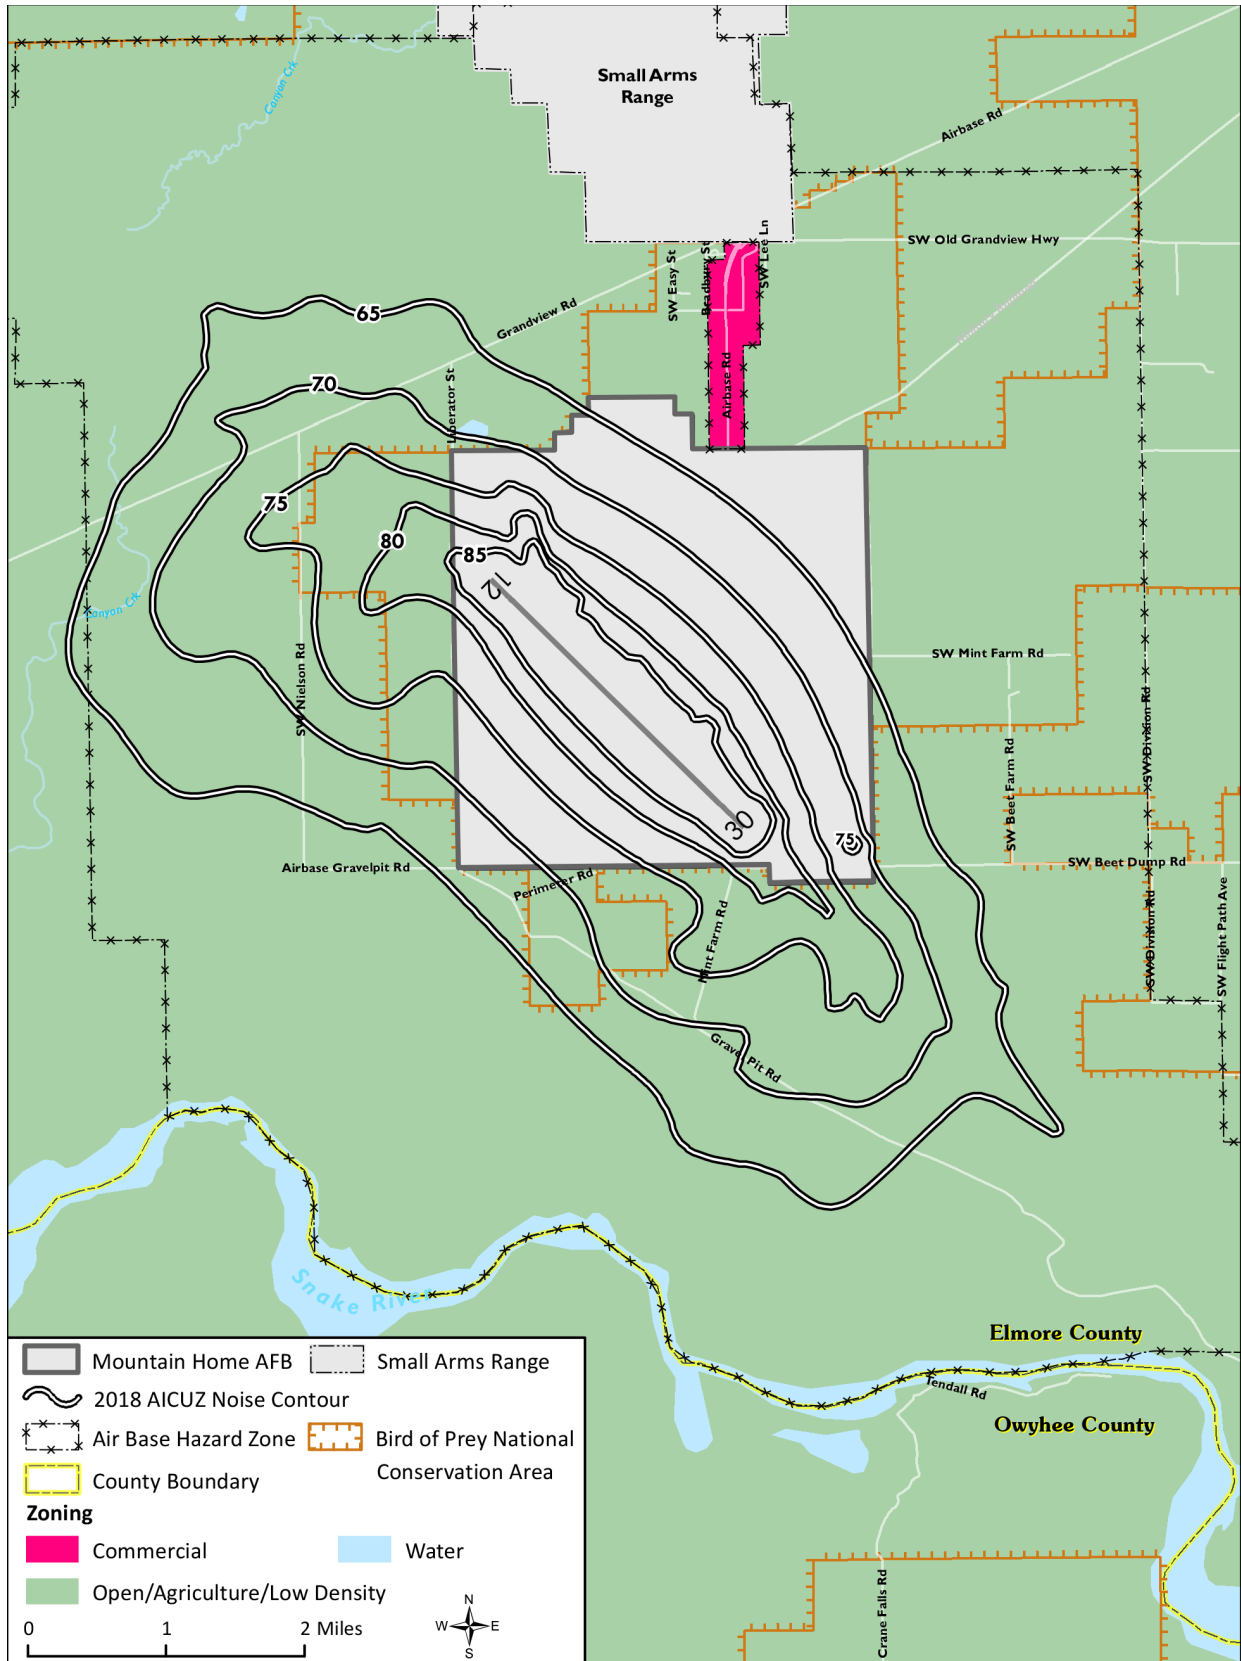 Small Arms
Range
Canyon Crk
Airbase Rd
SW Old Grandview Hwy
SW Lee Ln
Bradbury St
SW Easy St
Grandview Rd
65
70
Liberator St
Airbase Rd
75
80
85
12
Canyon Crk
SW Nielson Rd
SW Mint Farm Rd
SW Division Rd
SW Beet Farm Rd
30
75
SW Beet Dump Rd
Airbase Gravelpit Rd
Perimeter Rd
Mint Farm Rd
SW Division Rd
SW Flight Path Ave
Gravel Pit Rd
Snake River
Elmore County
Tendall Rd
Owyhee County
Crane Falls Rd
Mountain Home AFB
Small Arms Range
2018 AICUZ Noise Contour
Air Base Hazard Zone
Bird of Prey National
Conservation Area
County Boundary
Zoning
Commercial
Water
Open/Agriculture/Low Density
0 1 2 Miles
N
W E
S